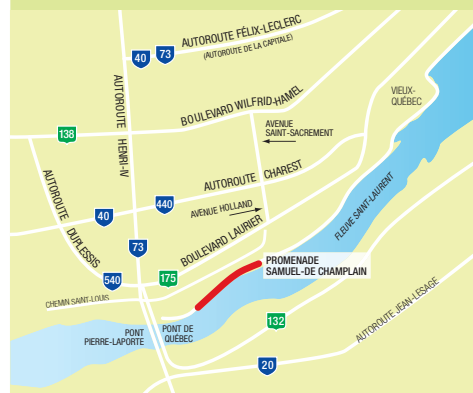 AUTOROUTE FÉLIX-LECLERC
(AUTOROUTE DE LA CAPITALE)
40
73
AUTOROUTE HENRI-IV
BOULEVARD WILFRID-HAMEL
VIEUX-
QUÉBEC
138
AVENUE
SAINT-SACREMENT
AUTOROUTE CHAREST
440
40
AUTOROUTE DUPLESSIS
AVENUE HOLLAND
FLEUVE SAINT-LAURENT
73
BOULEVARD LAURIER
540
175
PROMENADE
SAMUEL-DE CHAMPLAIN
CHEMIN SAINT-LOUIS
PONT
PIERRE-LAPORTE
PONT DE
QUÉBEC
132
AUTOROUTE JEAN-LESAGE
20